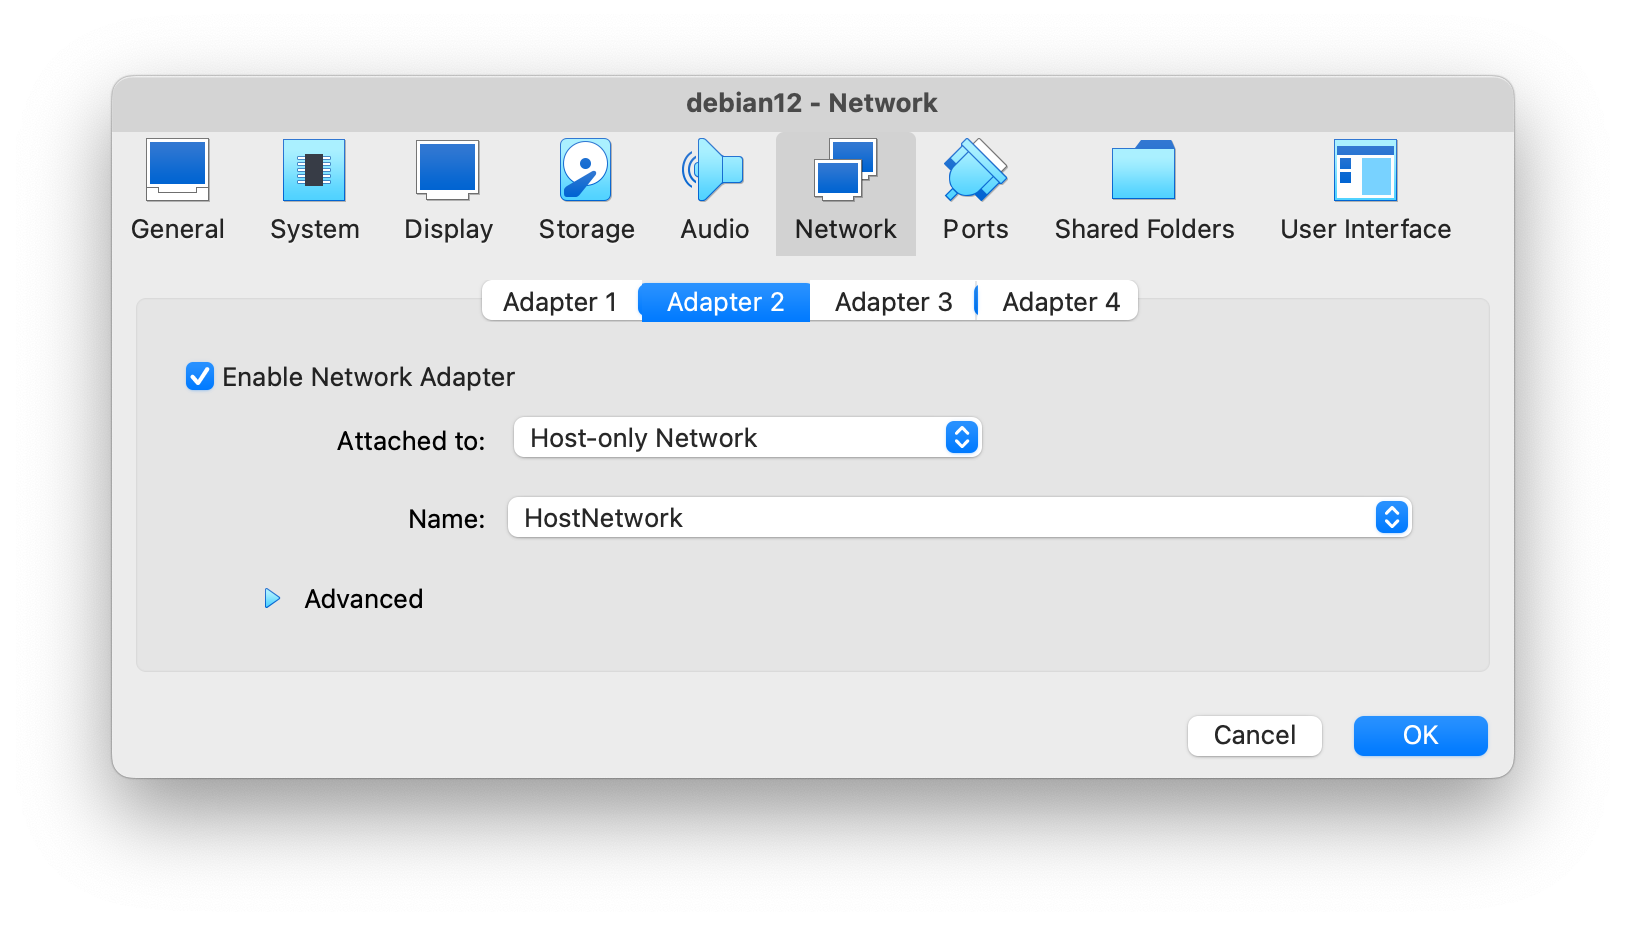 debian12 - Network
General System Display Storage Audio Network Ports Shared Folders User Interface
Adapter 1 Adapter 2 Adapter 3 Adapter 4
Enable Network Adapter
Attached to: Host-only Network
Name: HostNetwork
Advanced
Cancel OK